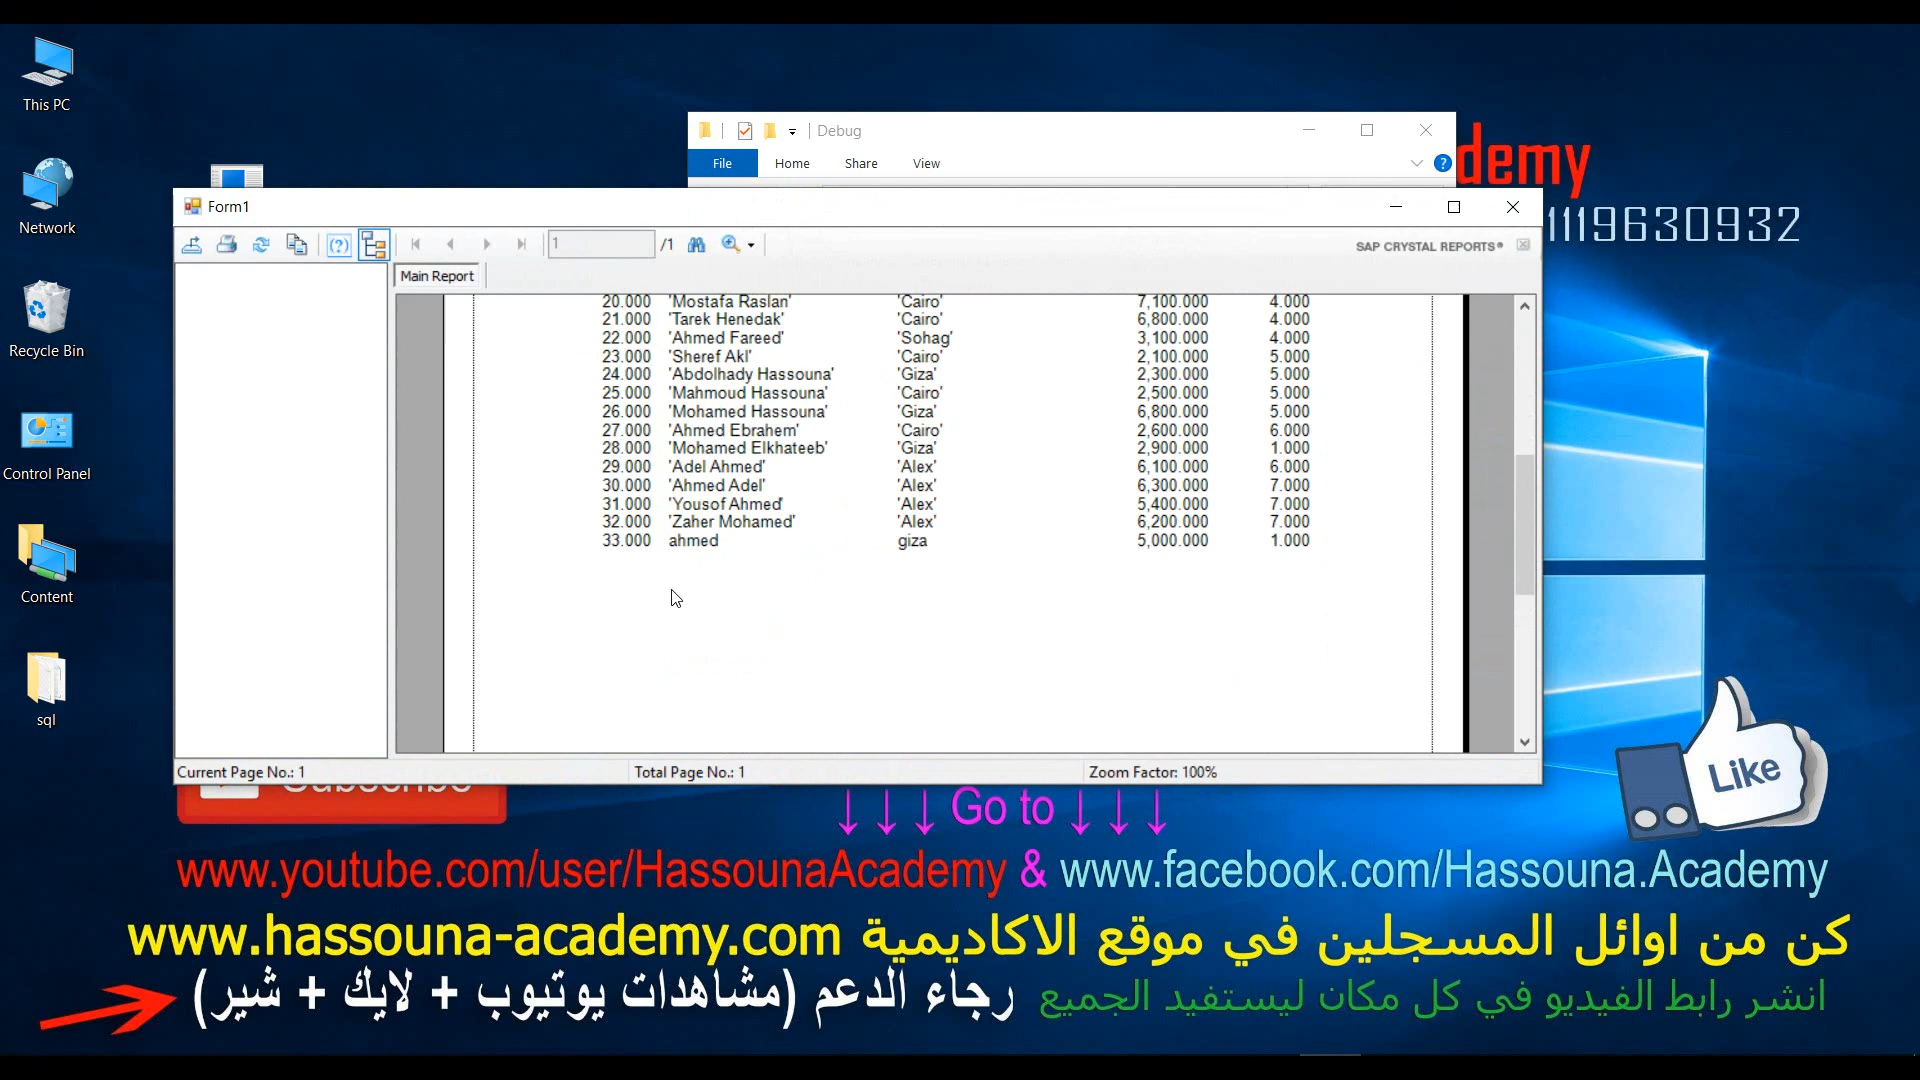 This PC
Network
Recycle Bin
Control Panel
Content
sql
Debug
File Home Share View
demy
1119630932
Form1
1 /1
SAP CRYSTAL REPORTS®
Main Report
20.000 'Mostafa Raslan' 'Cairo' 7,100.000 4.000
21.000 'Tarek Henedak' 'Cairo' 6,800.000 4.000
22.000 'Ahmed Fareed' 'Sohag' 3,100.000 4.000
23.000 'Sheref Akl' 'Cairo' 2,100.000 5.000
24.000 'Abdolhady Hassouna' 'Giza' 2,300.000 5.000
25.000 'Mahmoud Hassouna' 'Cairo' 2,500.000 5.000
26.000 'Mohamed Hassouna' 'Giza' 6,800.000 5.000
27.000 'Ahmed Ebrahem' 'Cairo' 2,600.000 6.000
28.000 'Mohamed Elkhateeb' 'Giza' 2,900.000 1.000
29.000 'Adel Ahmed' 'Alex' 6,100.000 6.000
30.000 'Ahmed Adel' 'Alex' 6,300.000 7.000
31.000 'Yousof Ahmed' 'Alex' 5,400.000 7.000
32.000 'Zaher Mohamed' 'Alex' 6,200.000 7.000
33.000 ahmed giza 5,000.000 1.000
Current Page No.: 1 Total Page No.: 1 Zoom Factor: 100%
Like
↓ ↓ ↓ Go to ↓ ↓ ↓
www.youtube.com/user/HassounaAcademy & www.facebook.com/Hassouna.Academy
كن من اوائل المسجلين في موقع الاكاديمية www.hassouna-academy.com
انشر رابط الفيديو في كل مكان ليستفيد الجميع رجاء الدعم (مشاهدات يوتيوب + لايك + شير)